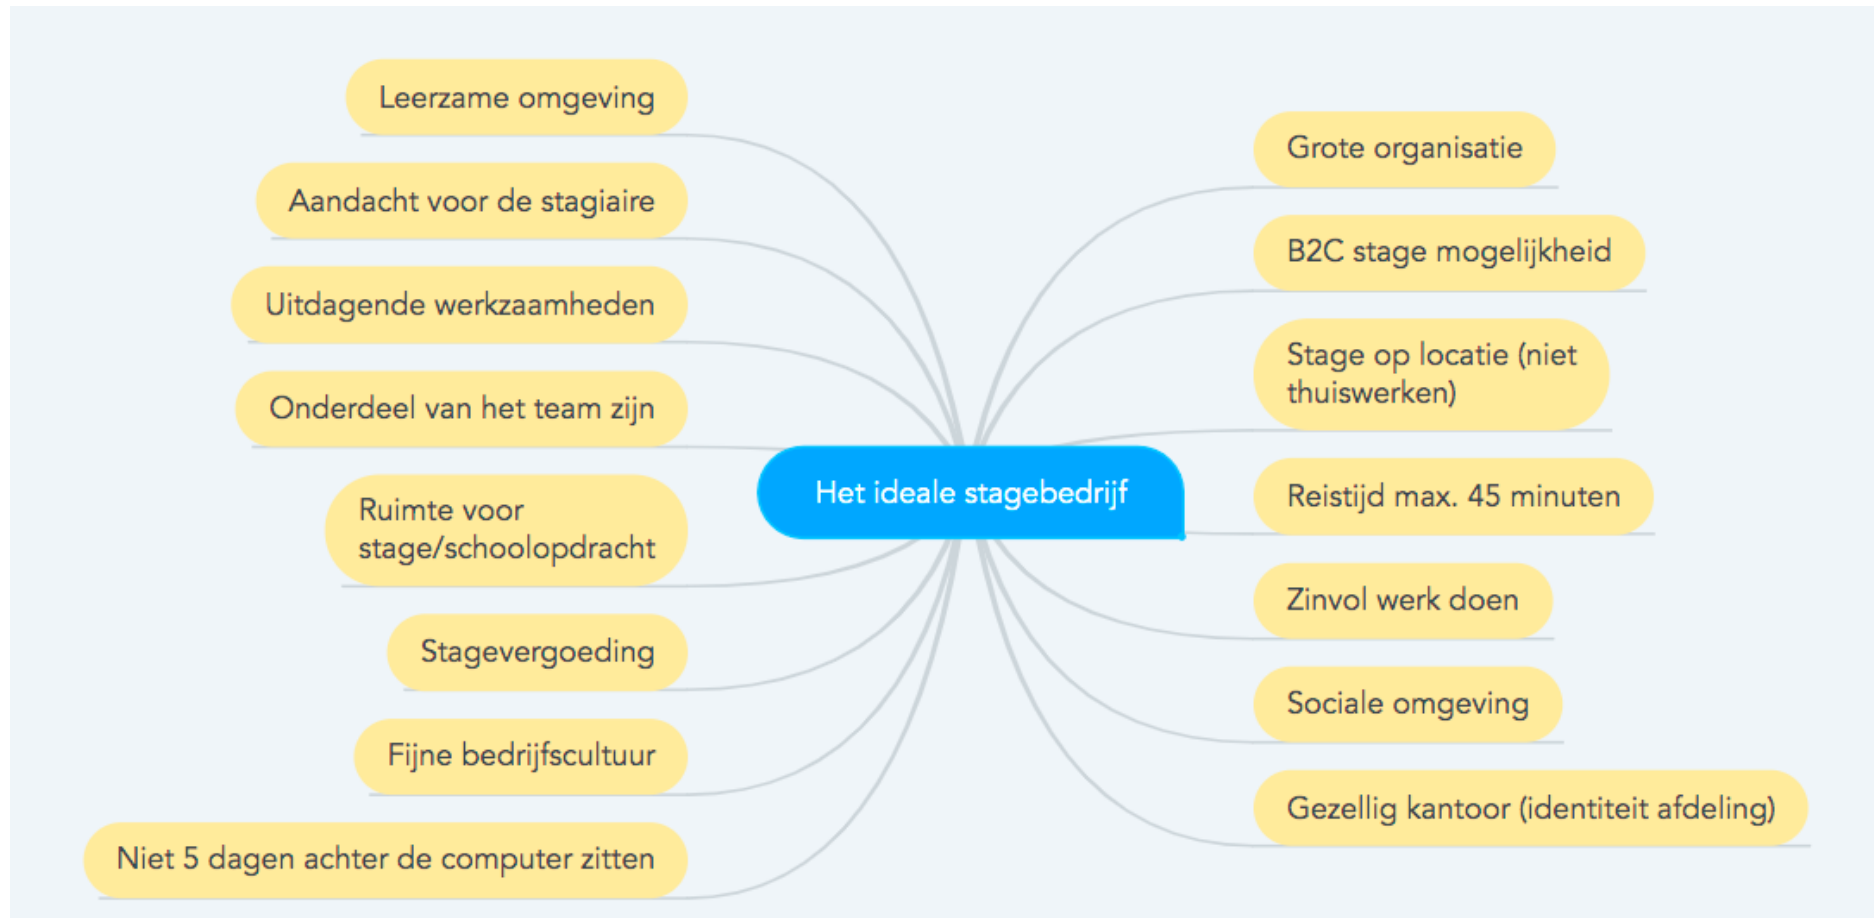 Leerzame omgeving
Aandacht voor de stagiaire
Uitdagende werkzaamheden
Onderdeel van het team zijn
Ruimte voor
stage/schoolopdracht
Stagevergoeding
Fijne bedrijfscultuur
Niet 5 dagen achter de computer zitten
Het ideale stagebedrijf
Grote organisatie
B2C stage mogelijkheid
Stage op locatie (niet
thuiswerken)
Reistijd max. 45 minuten
Zinvol werk doen
Sociale omgeving
Gezellig kantoor (identiteit afdeling)